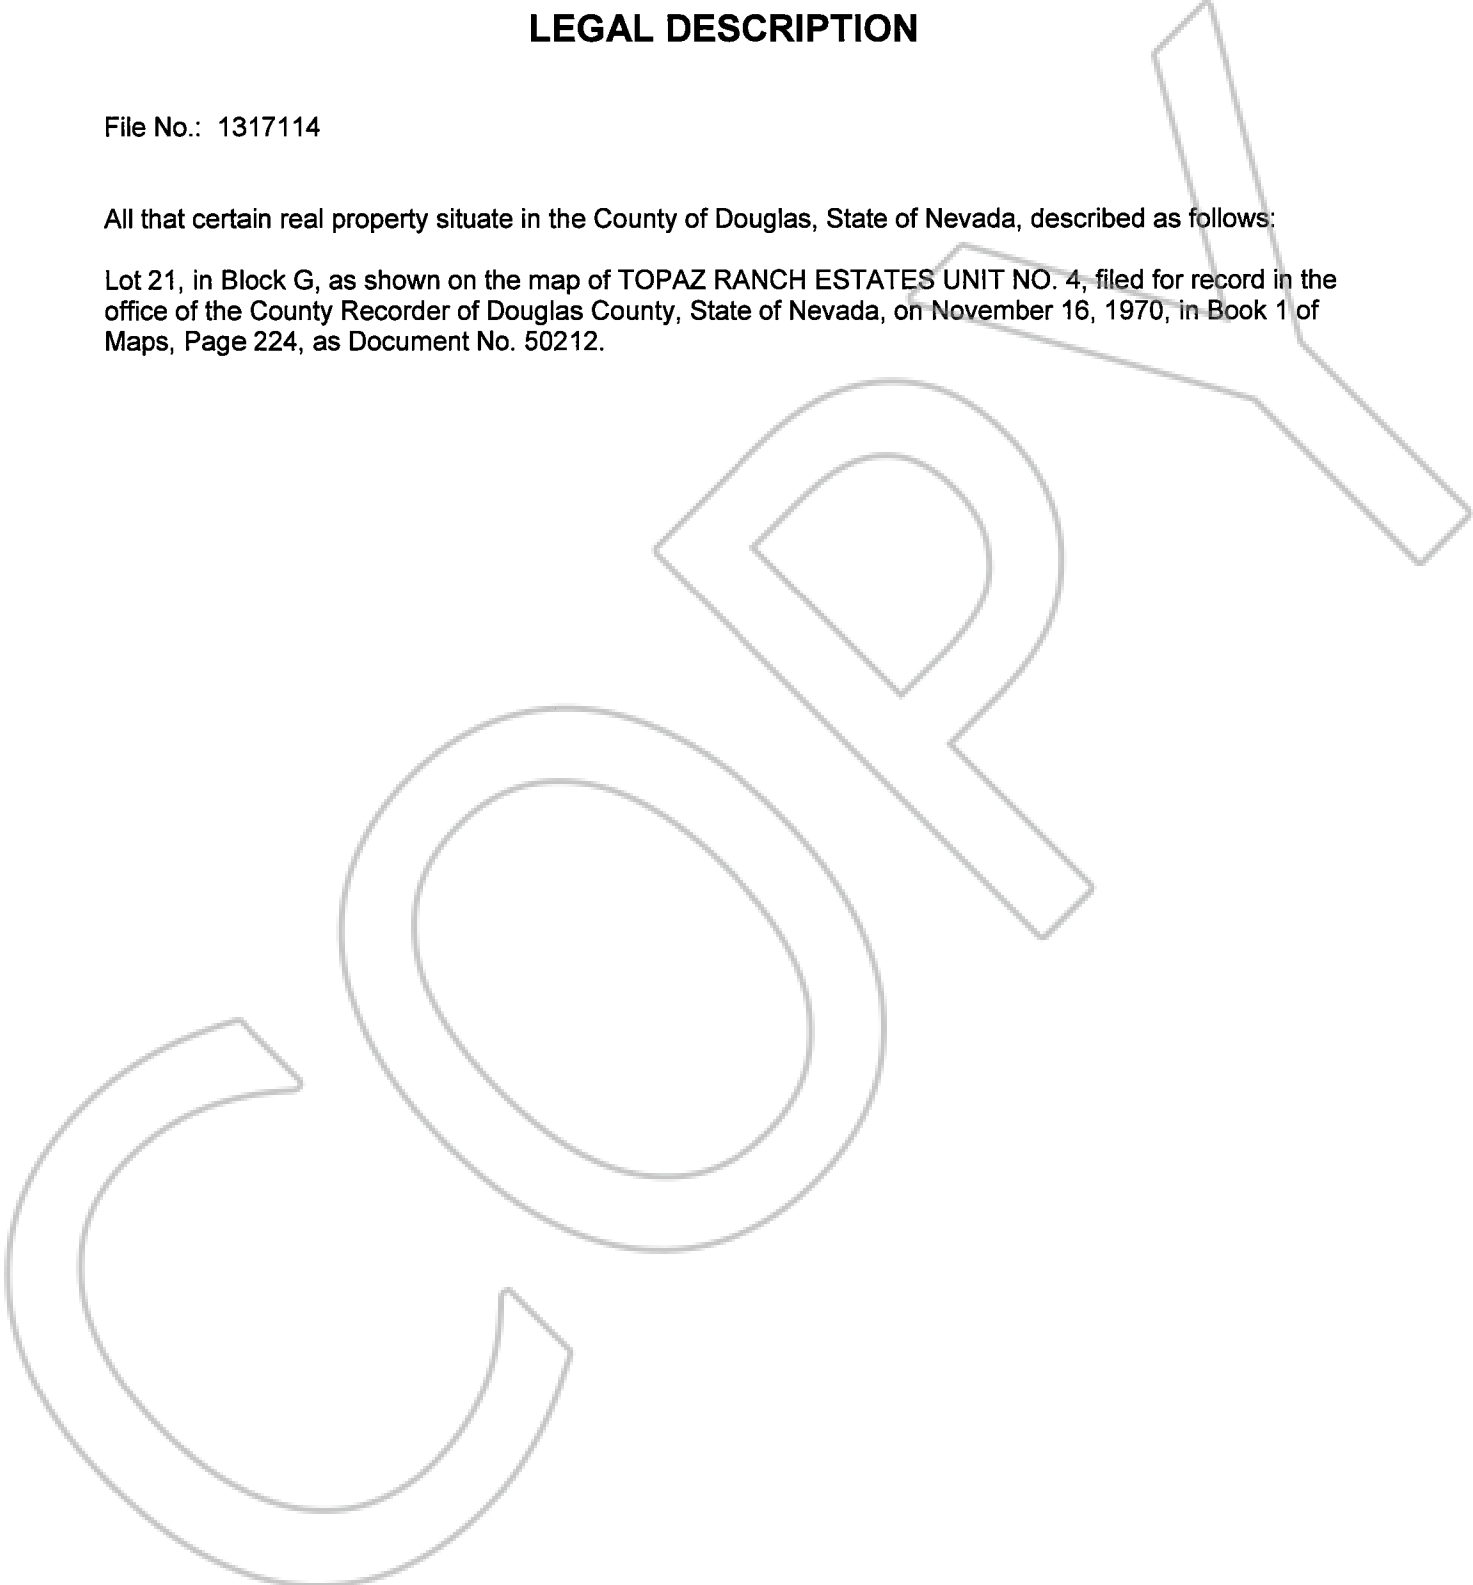 LEGAL DESCRIPTION
File No.: 1317114
All that certain real property situate in the County of Douglas, State of Nevada, described as follows:
Lot 21, in Block G, as shown on the map of TOPAZ RANCH ESTATES UNIT NO. 4, filed for record in the
office of the County Recorder of Douglas County, State of Nevada, on November 16, 1970, in Book 1 of
Maps, Page 224, as Document No. 50212.
COPY